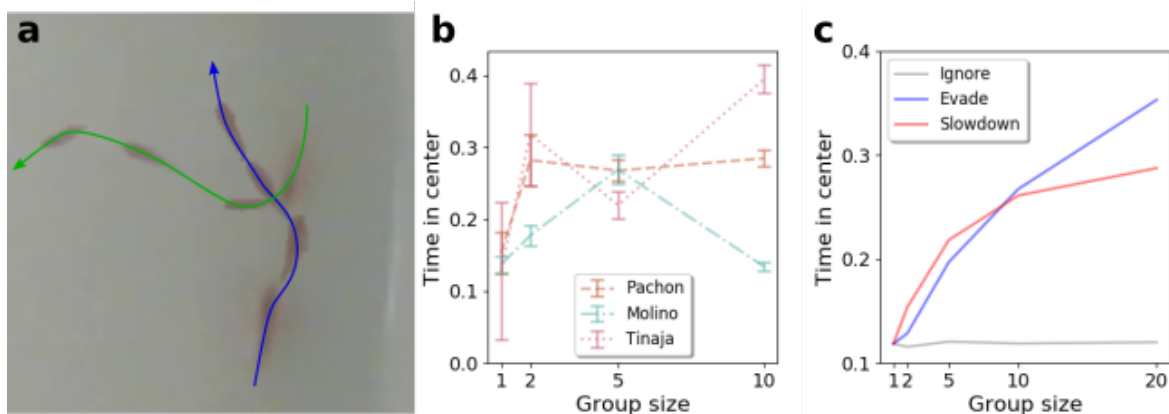 a
b
Time in center
0.4
0.3
0.2
0.1
0.0
Pachon
Molino
Tinaja
1 2 5 10
Group size
c
Time in center
0.4
0.3
0.2
0.1
Ignore
Evade
Slowdown
1 2 5 10 20
Group size